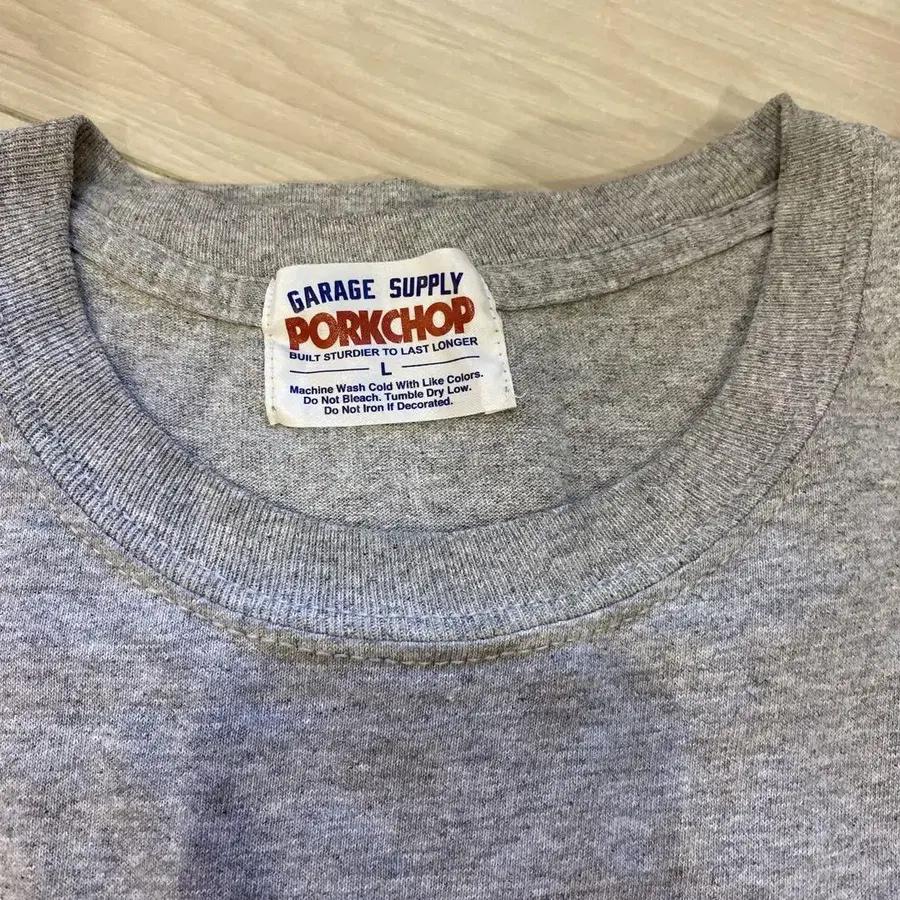 GARAGE SUPPLY
PORKCHOP
BUILT STURDIER TO LAST LONGER
L
Machine Wash Cold With Like Colors.
Do Not Bleach. Tumble Dry Low.
Do Not Iron If Decorated.